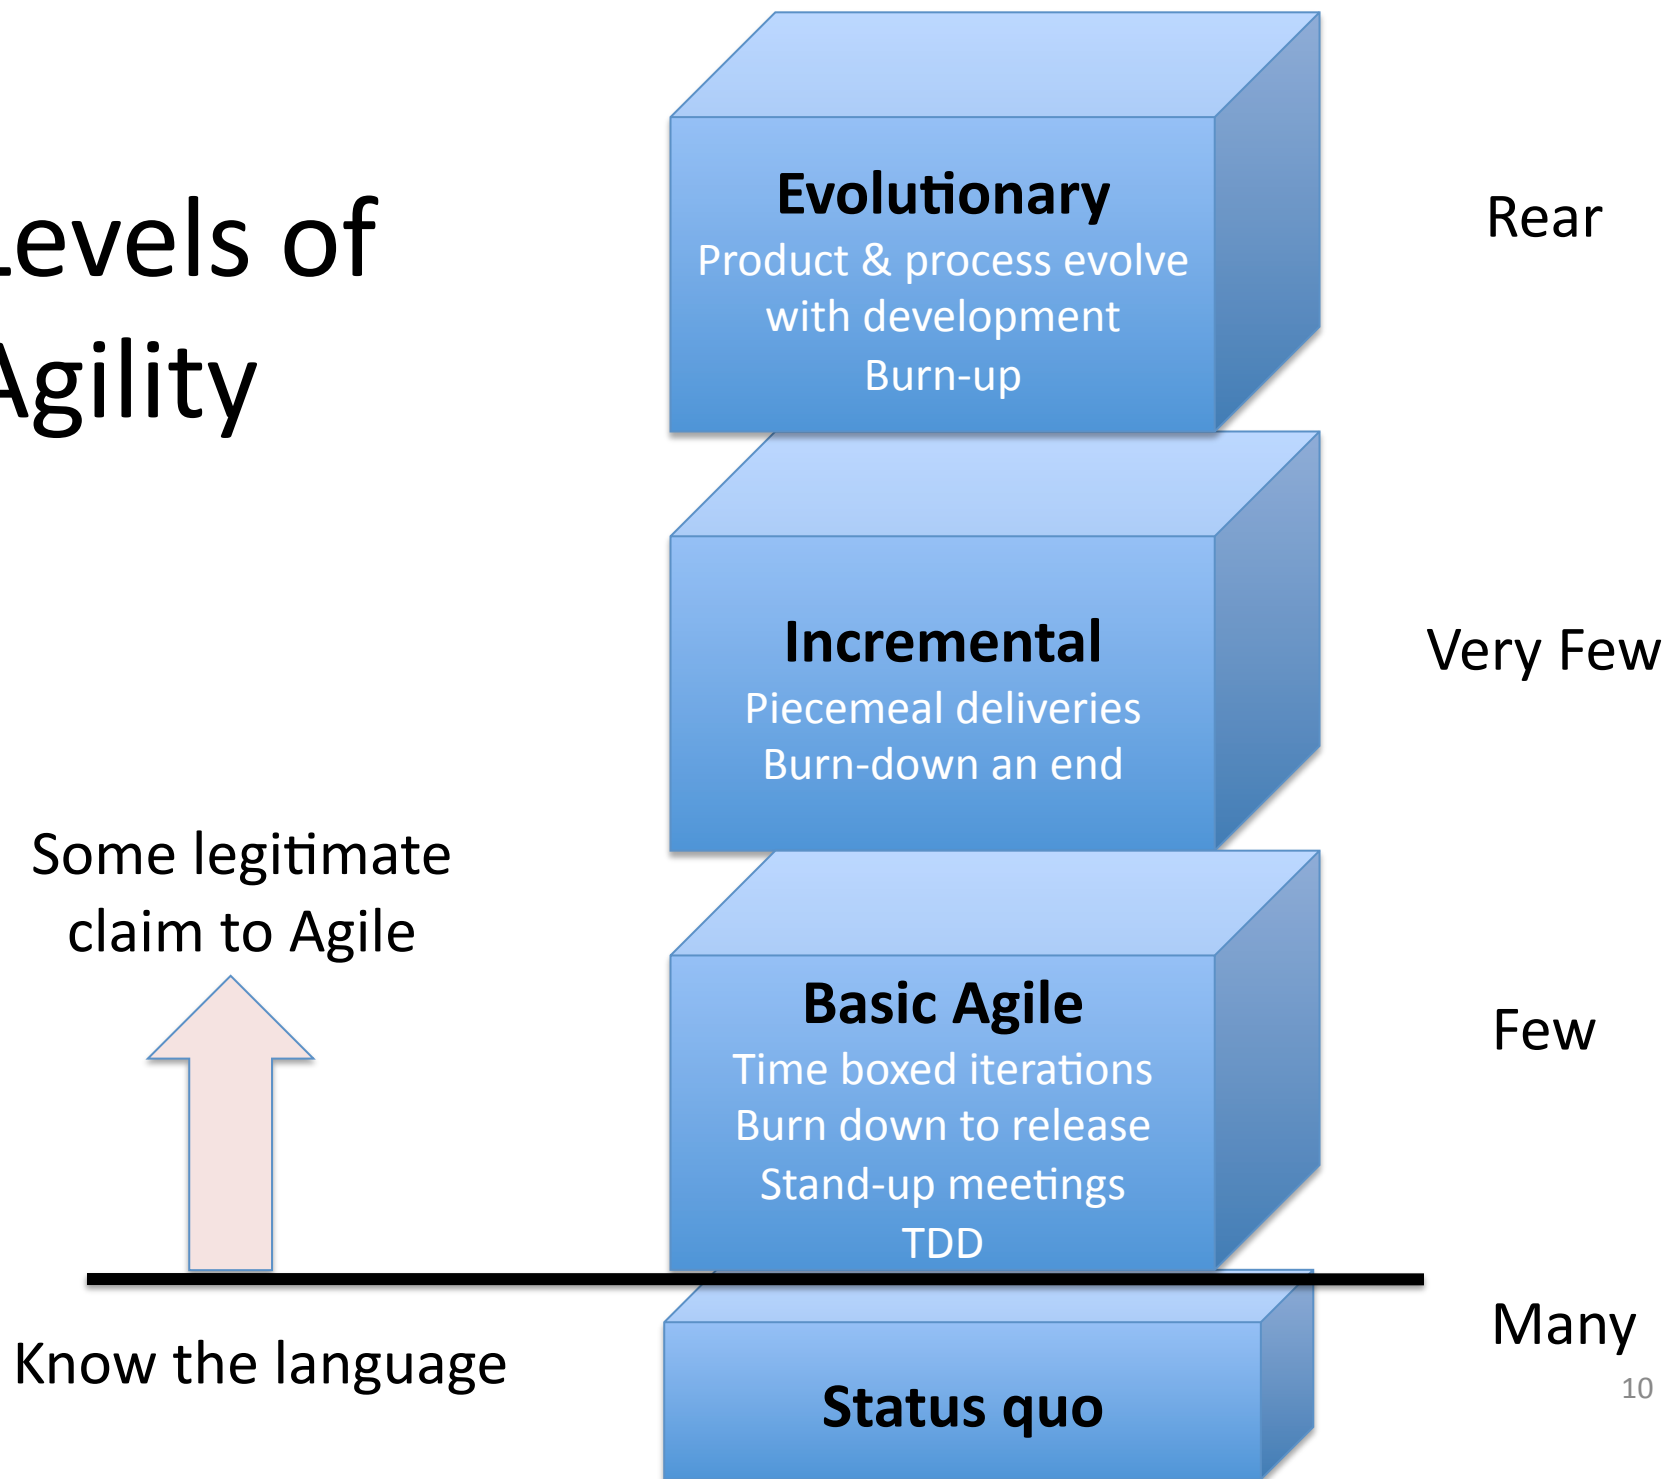 Levels of
Agility
Evolutionary
Product & process evolve
with development
Burn-up
Rear
Incremental
Piecemeal deliveries
Burn-down an end
Very Few
Some legitimate
claim to Agile
Basic Agile
Time boxed iterations
Burn down to release
Stand-up meetings
TDD
Few
Know the language
Status quo
Many
10